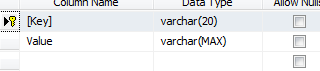 Column Name Data Type Allow Nulls
[Key] varchar(20)
Value varchar(MAX)